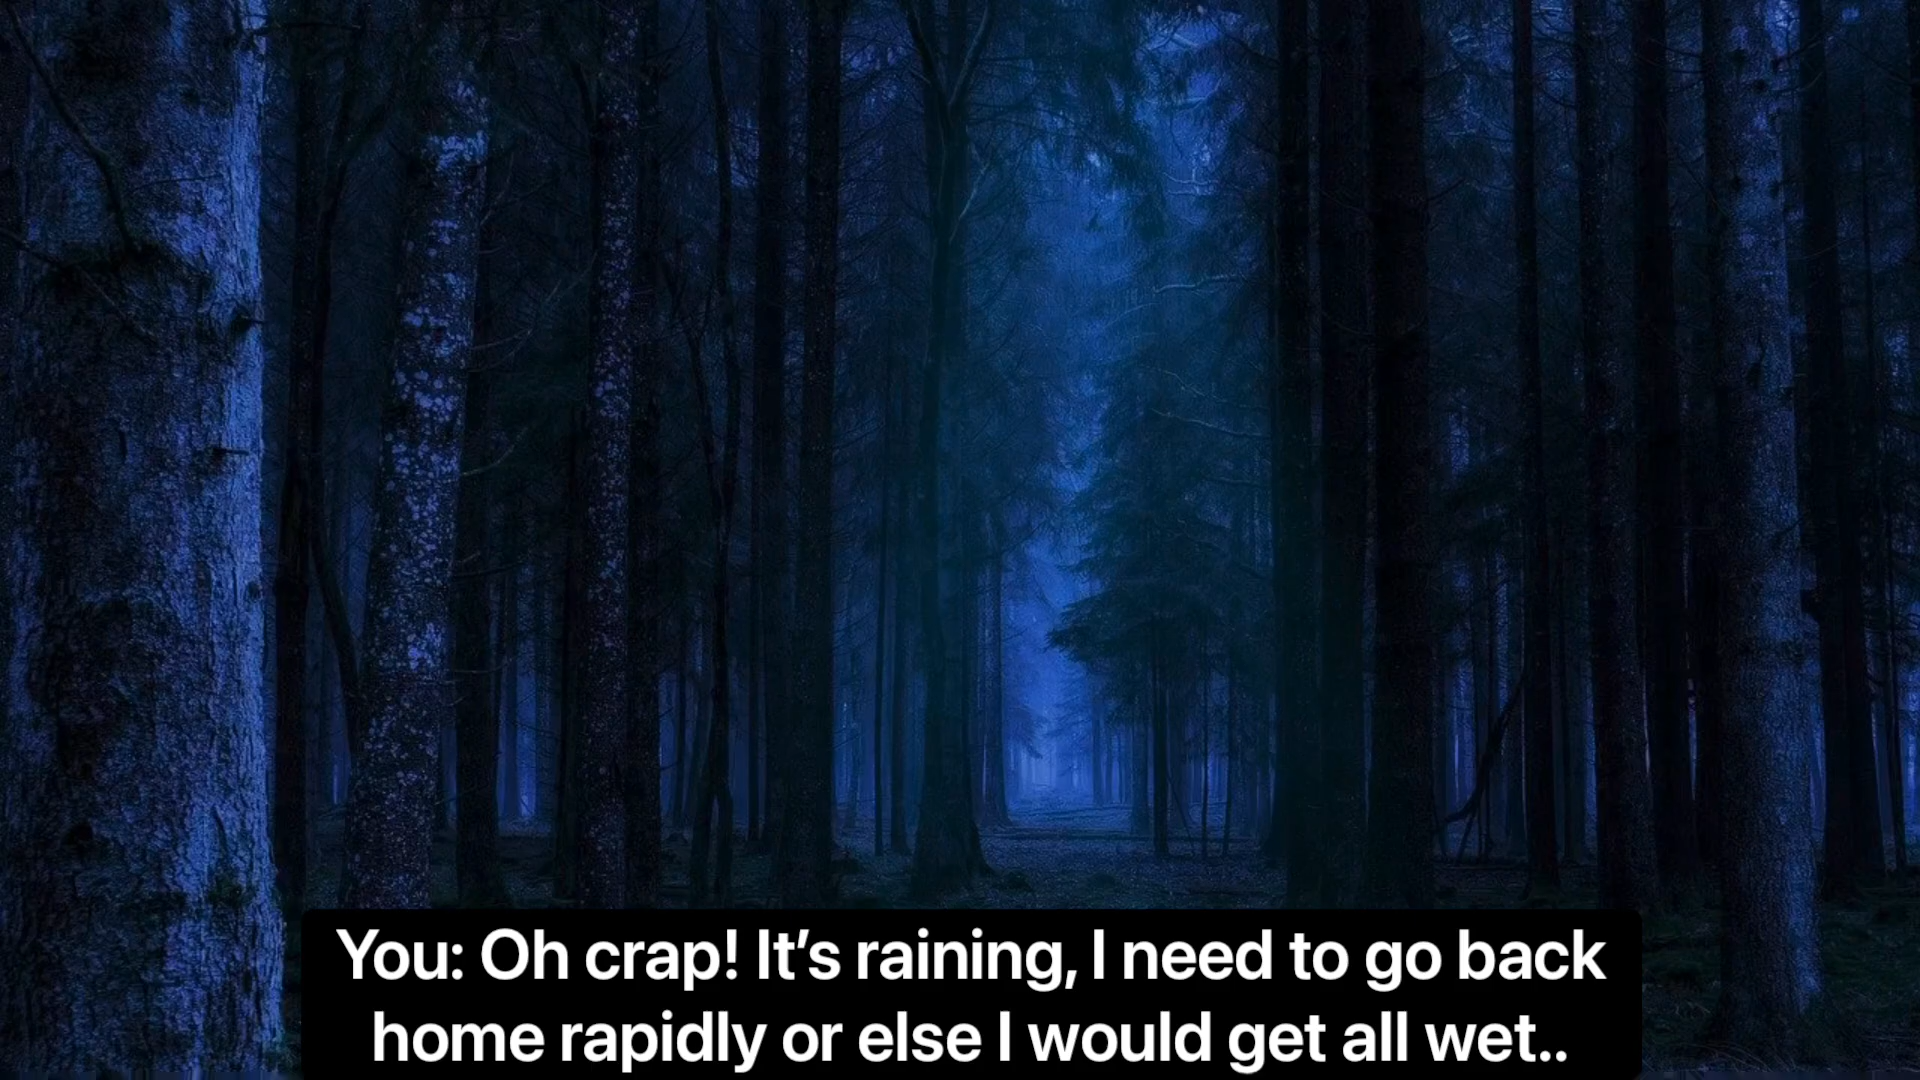 You: Oh crap! It’s raining, I need to go back
home rapidly or else I would get all wet..